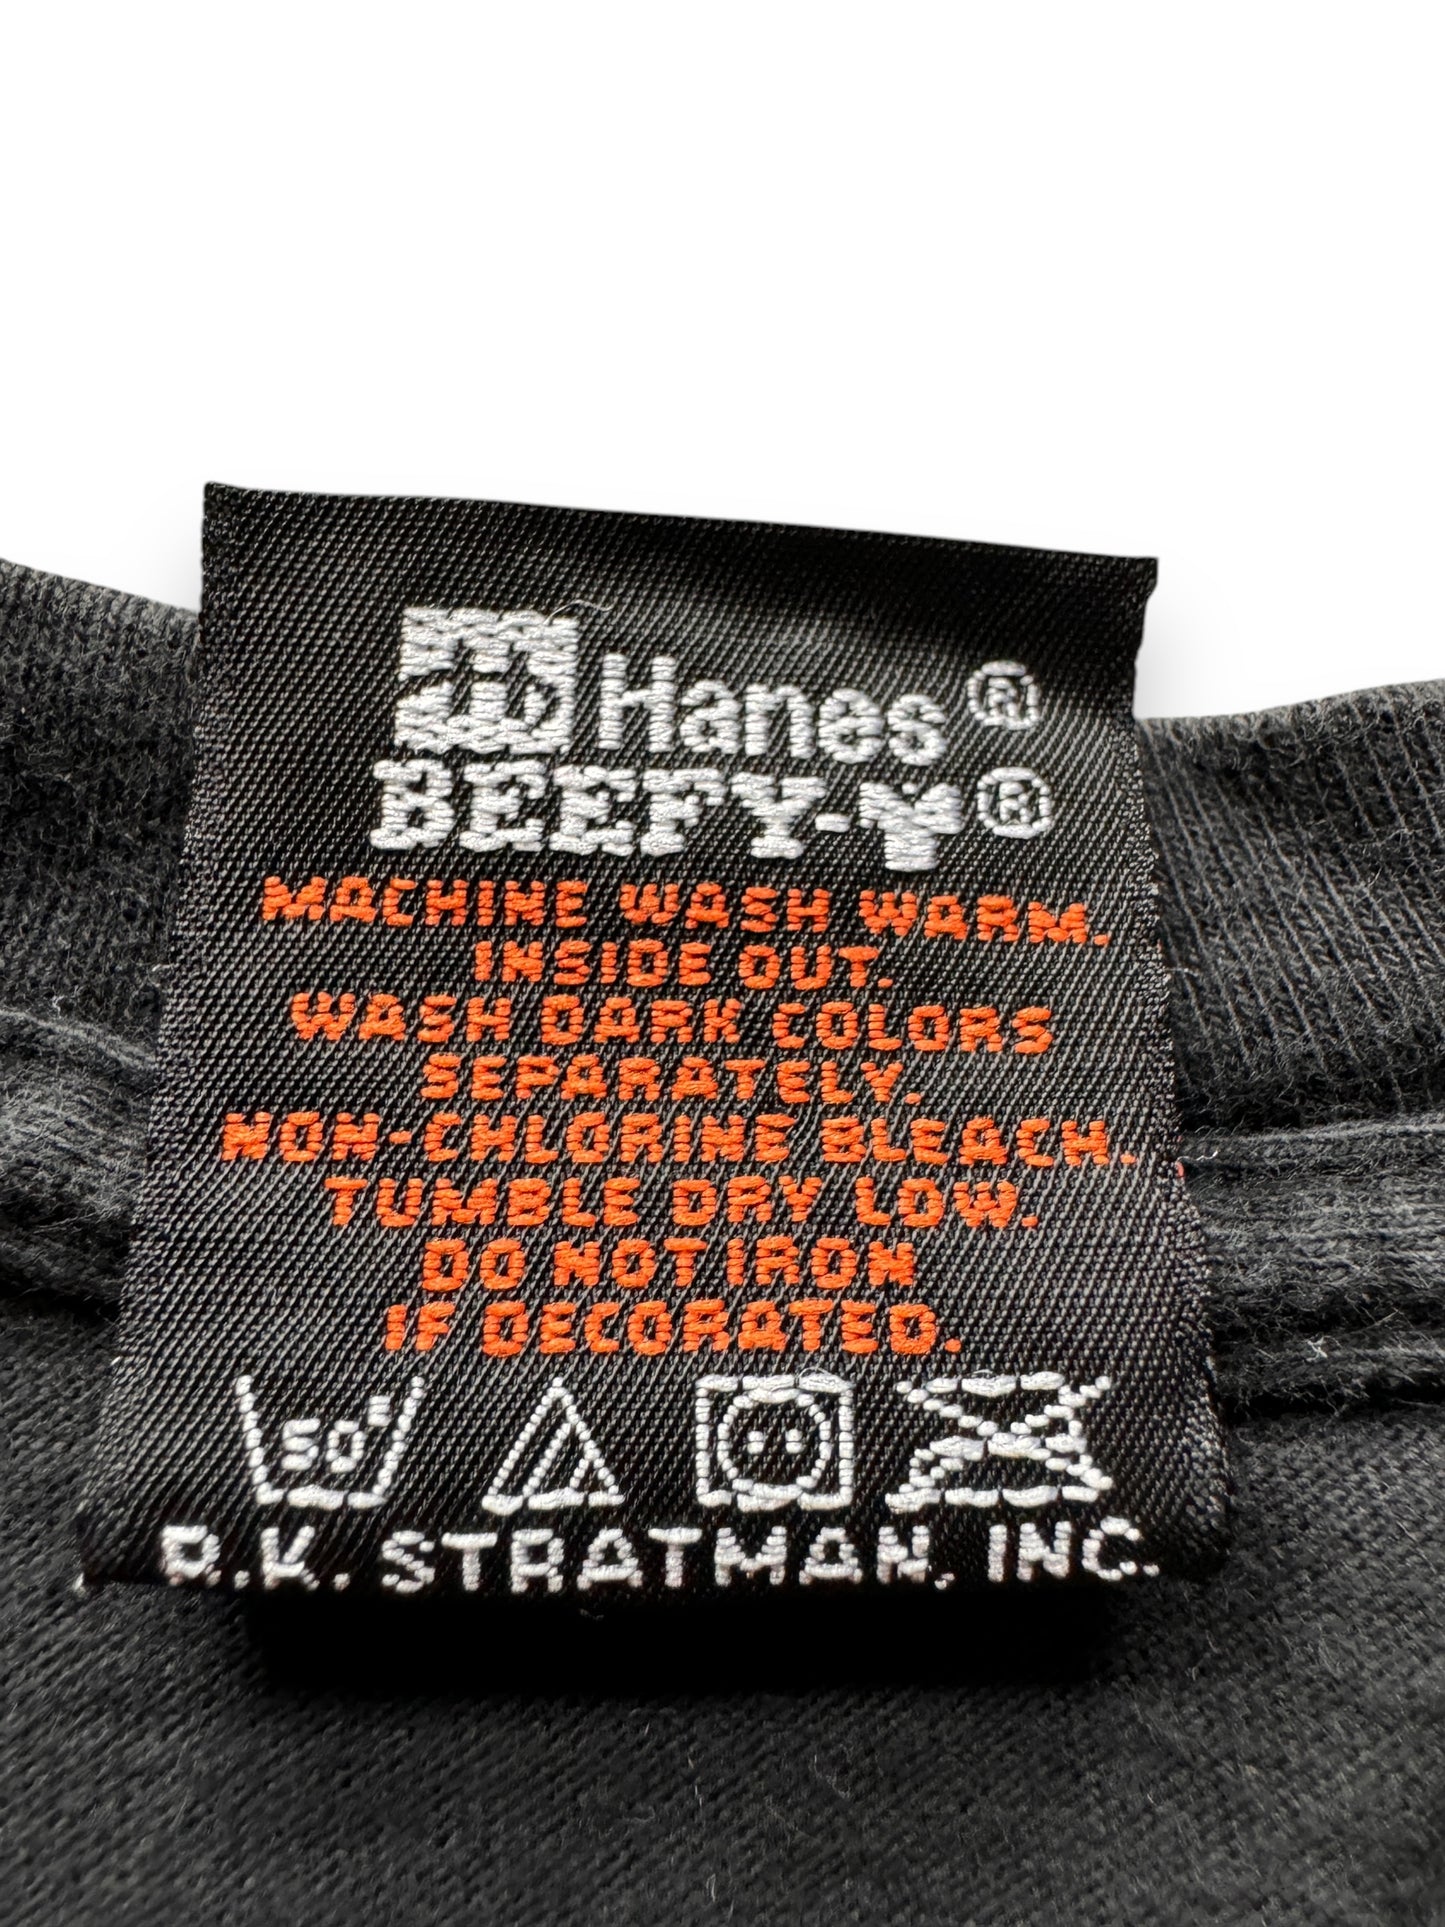 Hanes®
BEEFY-T®
MACHINE WASH WARM.
INSIDE OUT.
WASH DARK COLORS
SEPARATELY.
NON-CHLORINE BLEACH.
TUMBLE DRY LOW.
DO NOT IRON
IF DECORATED.
50°
R.K. STRATMAN, INC.